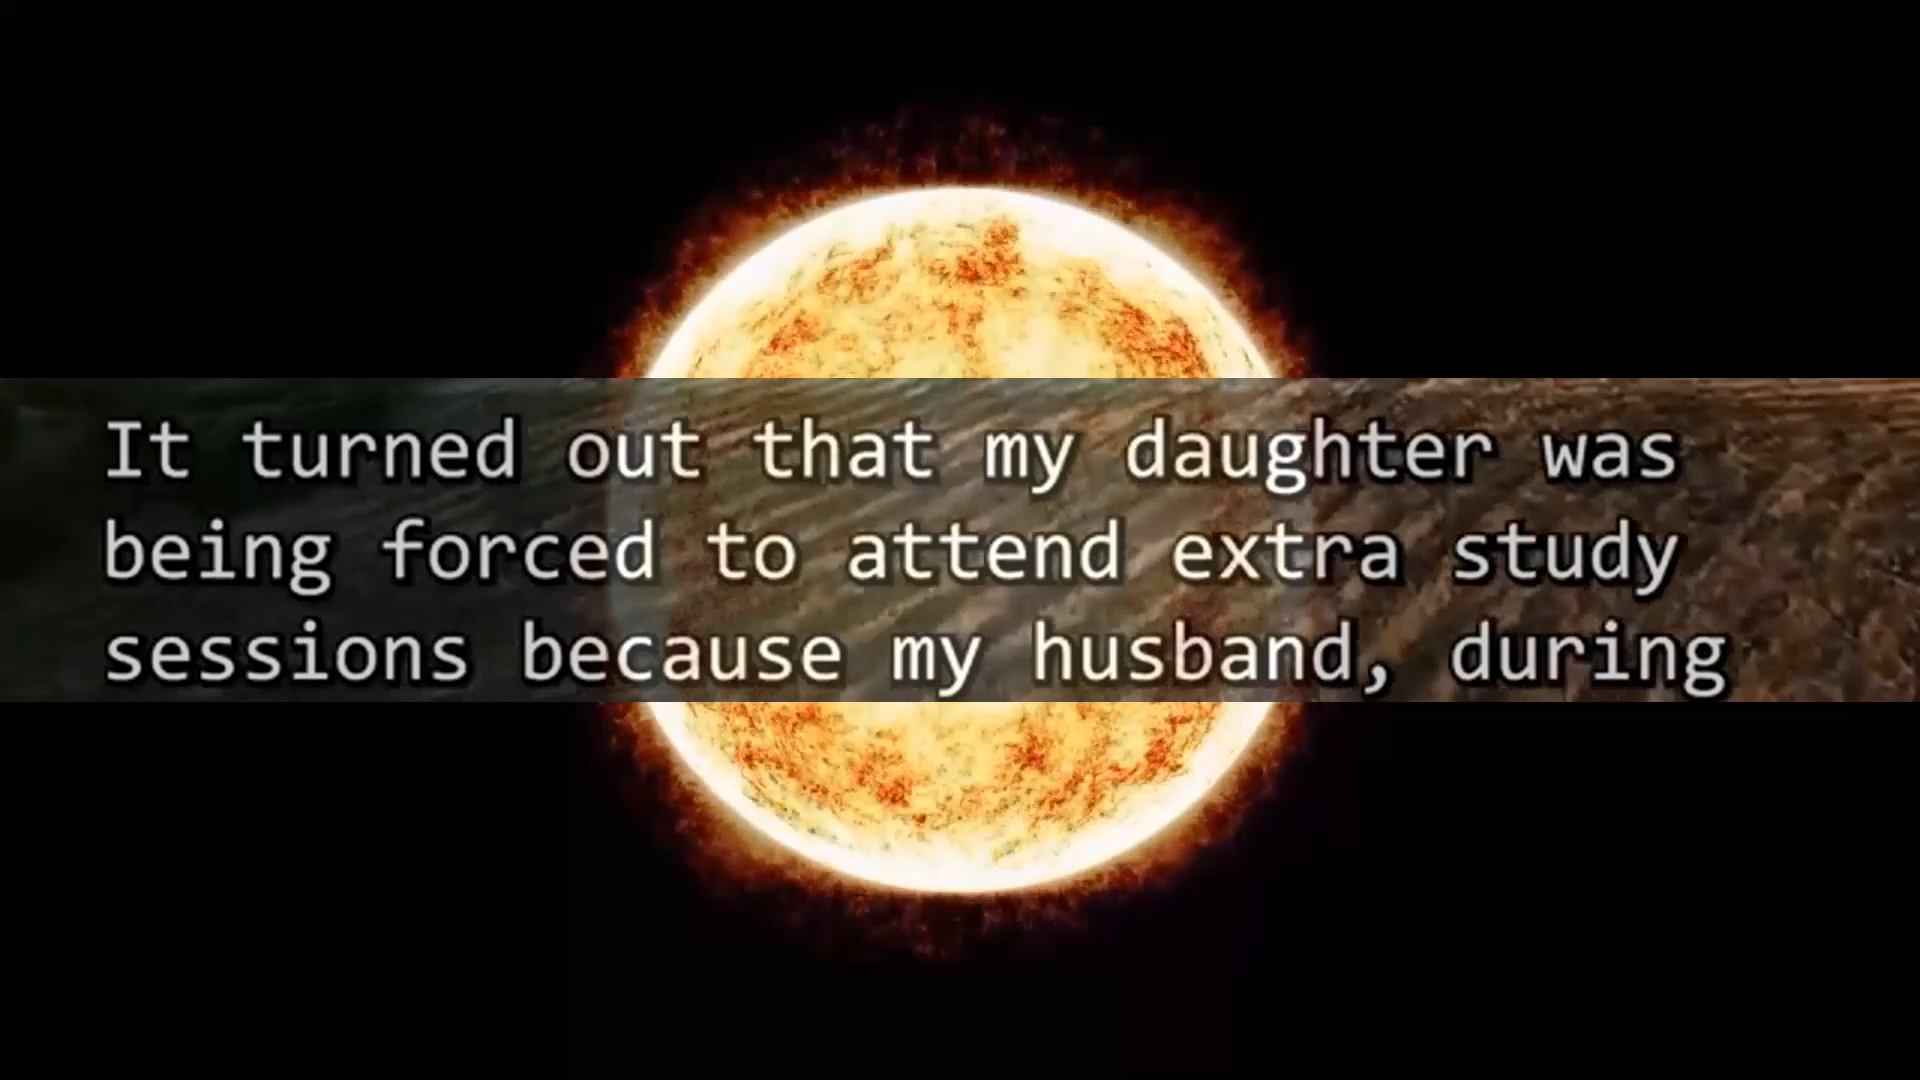 It turned out that my daughter was
being forced to attend extra study
sessions because my husband, during